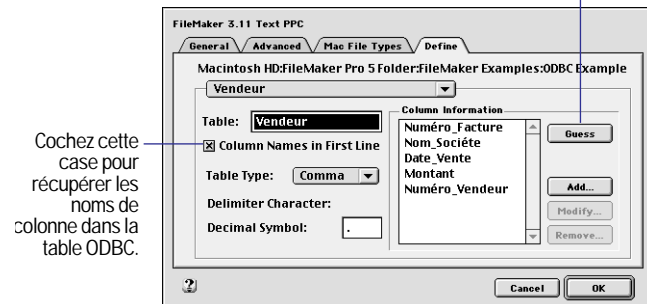 FileMaker 3.11 Text PPC
General Advanced Mac File Types Define
Macintosh HD:FileMaker Pro 5 Folder:FileMaker Examples:ODBC Example
Vendeur
Table: Vendeur
Column Names in First Line
Table Type: Comma
Delimiter Character:
Decimal Symbol: .
Column Information
Numéro_Facture
Nom_Sociéte
Date_Vente
Montant
Numéro_Vendeur
Guess
Add...
Modify...
Remove...
Cancel OK
Cochez cette
case pour
récupérer les
noms de
colonne dans la
table ODBC.